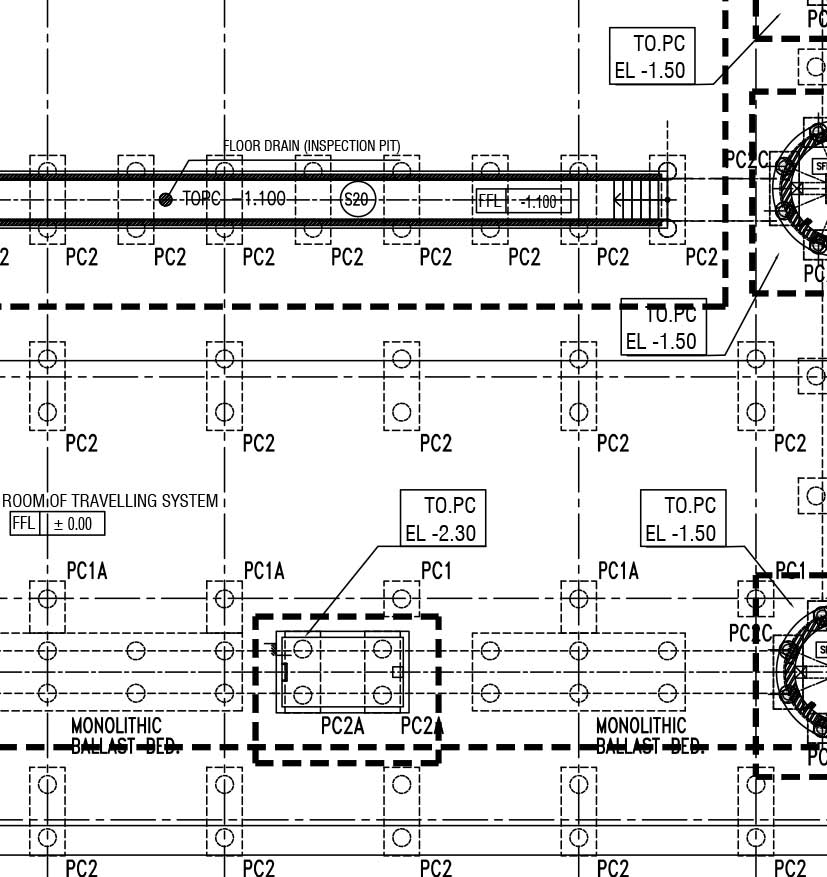 PC
TO.PC
EL -1.50
FLOOR DRAIN (INSPECTION PIT)
PC2C
TOPC -1.100
S20
FFL -1.100
2
PC2
PC2
PC2
PC2
PC2
PC2
PC2
PC2
PC
TO.PC
EL -1.50
PC2
PC2
PC2
PC2
PC2
ROOM OF TRAVELLING SYSTEM
FFL ± 0.00
TO.PC
EL -2.30
TO.PC
EL -1.50
PC1A
PC1A
PC1
PC1A
PC1
PC2C
PC2A
PC2A
MONOLITHIC
BALLAST BED.
MONOLITHIC
BALLAST BED.
PC
PC2
PC2
PC2
PC2
PC2